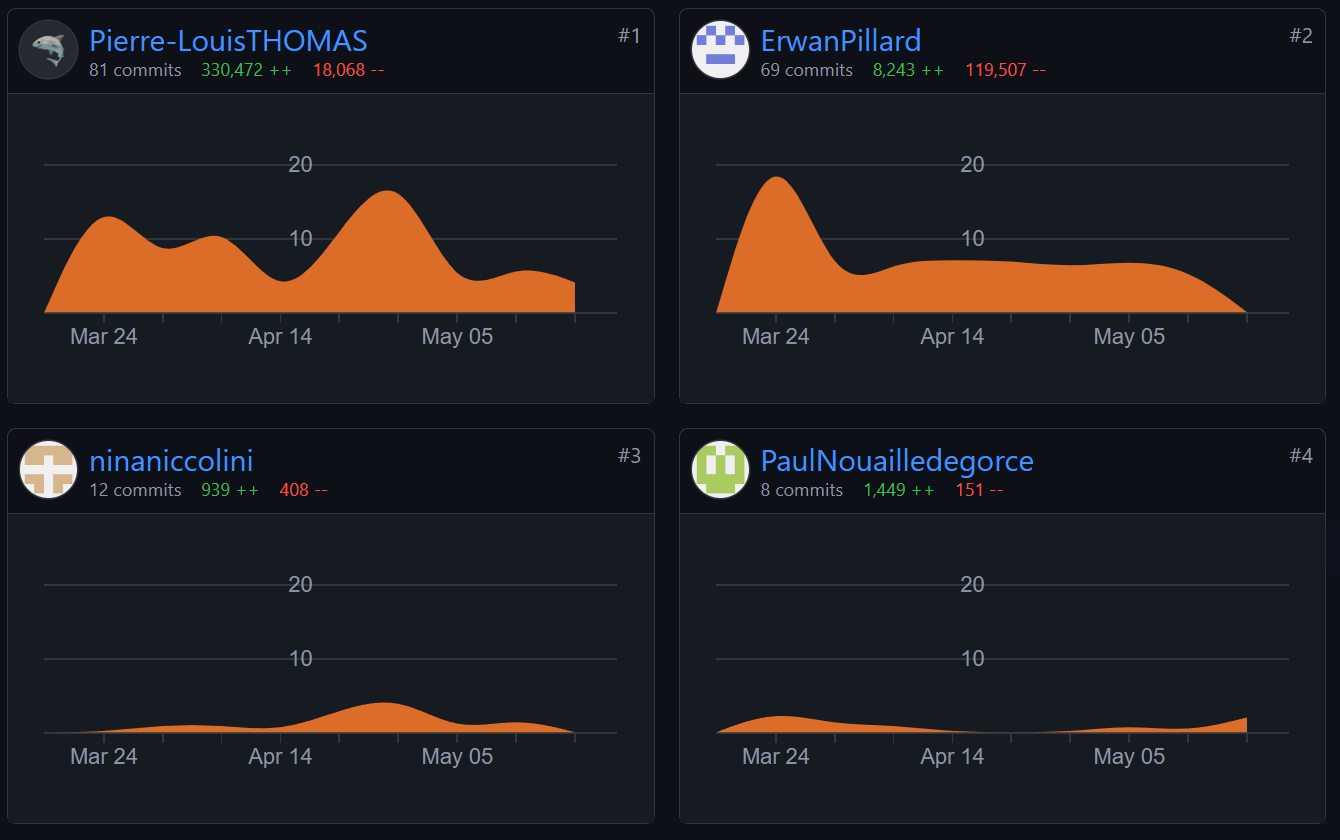 Pierre-LouisTHOMAS #1
81 commits 330,472 ++ 18,068 --
20
10
Mar 24 Apr 14 May 05
ErwanPillard #2
69 commits 8,243 ++ 119,507 --
20
10
Mar 24 Apr 14 May 05
ninaniccolini #3
12 commits 939 ++ 408 --
20
10
Mar 24 Apr 14 May 05
PaulNouailledegorce #4
8 commits 1,449 ++ 151 --
20
10
Mar 24 Apr 14 May 05